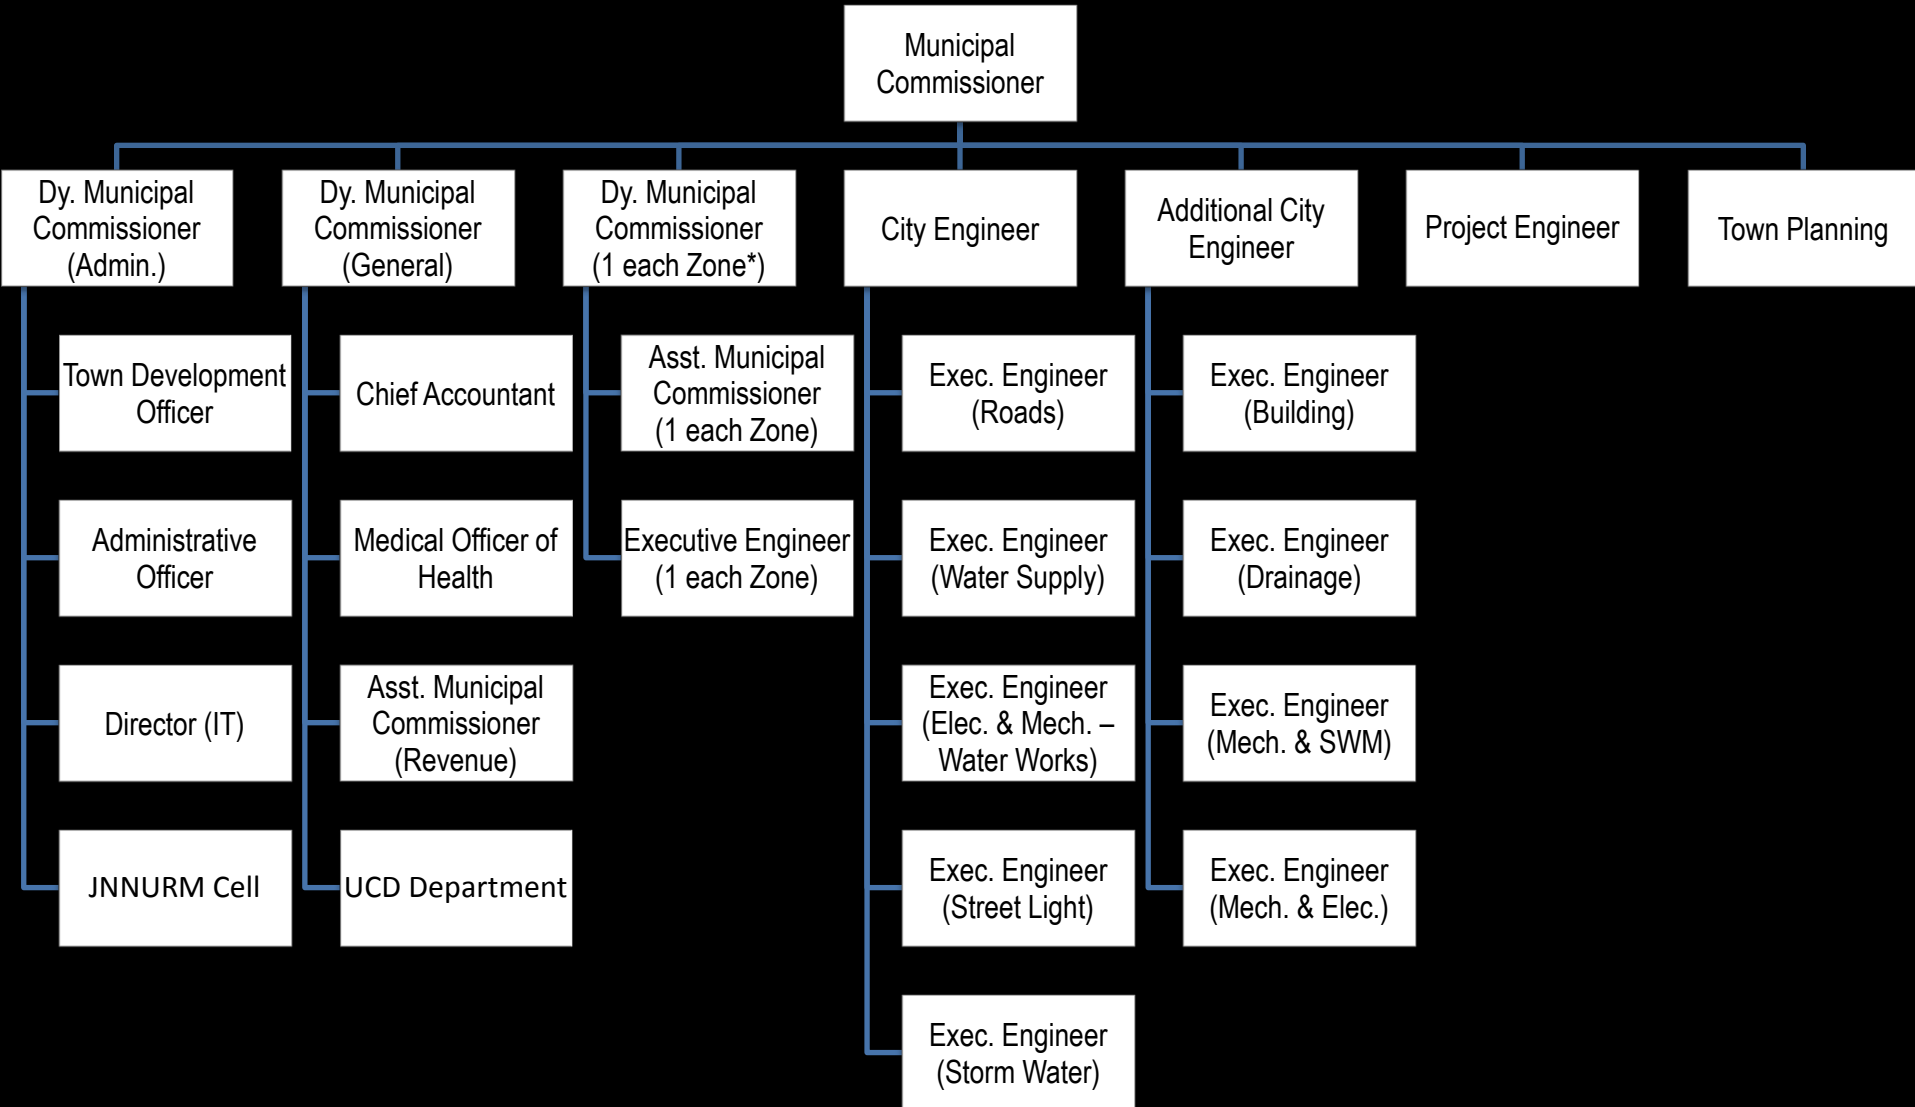 Municipal
Commissioner
Dy. Municipal
Commissioner
(Admin.)
Dy. Municipal
Commissioner
(General)
Dy. Municipal
Commissioner
(1 each Zone*)
City Engineer
Additional City
Engineer
Project Engineer
Town Planning
Town Development
Officer
Administrative
Officer
Director (IT)
JNNURM Cell
Chief Accountant
Medical Officer of
Health
Asst. Municipal
Commissioner
(Revenue)
UCD Department
Asst. Municipal
Commissioner
(1 each Zone)
Executive Engineer
(1 each Zone)
Exec. Engineer
(Roads)
Exec. Engineer
(Water Supply)
Exec. Engineer
(Elec. & Mech. –
Water Works)
Exec. Engineer
(Street Light)
Exec. Engineer
(Storm Water)
Exec. Engineer
(Building)
Exec. Engineer
(Drainage)
Exec. Engineer
(Mech. & SWM)
Exec. Engineer
(Mech. & Elec.)